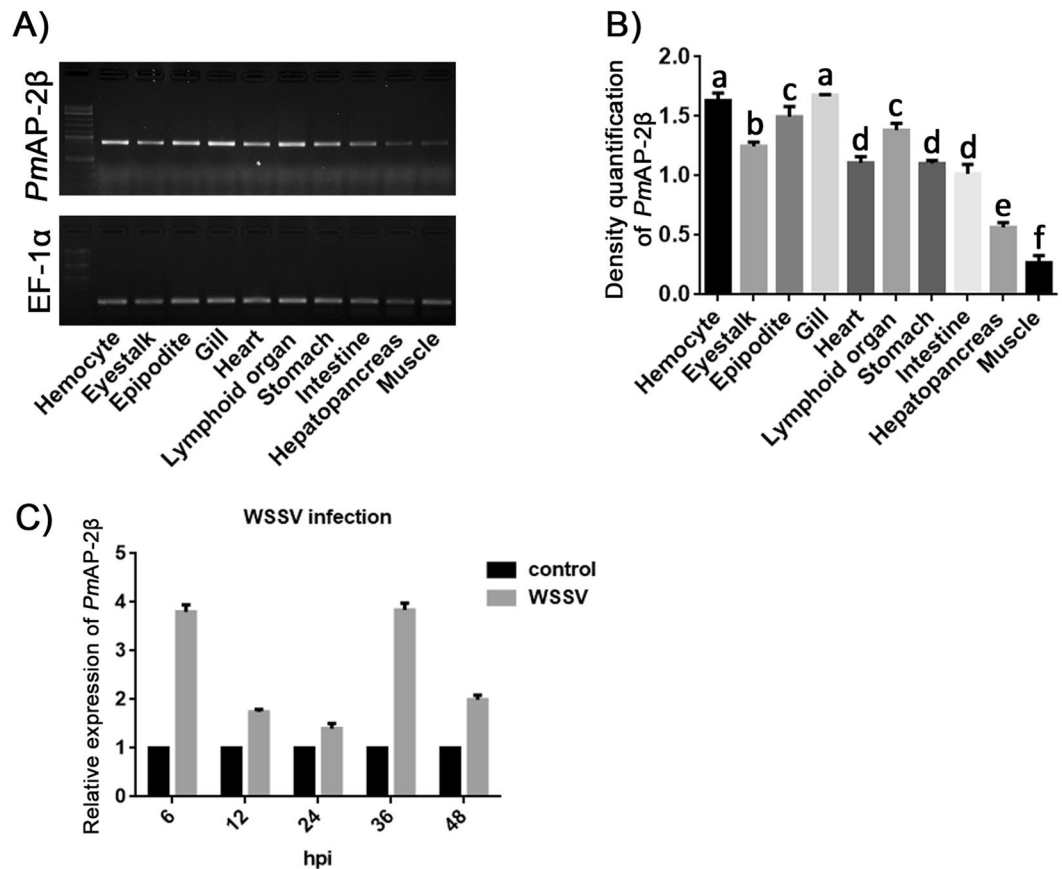 A)
PmAP-2β
EF-1α
Hemocyte
Eyestalk
Epipodite
Gill
Heart
Lymphoid organ
Stomach
Intestine
Hepatopancreas
Muscle
B)
Density quantification
of PmAP-2β
2.0
1.5
1.0
0.5
0.0
a
b
c
a
d
c
d
d
e
f
Hemocyte
Eyestalk
Epipodite
Gill
Heart
Lymphoid organ
Stomach
Intestine
Hepatopancreas
Muscle
C)
WSSV infection
Relative expression of PmAP-2β
5
4
3
2
1
0
6
12
24
36
48
hpi
control
WSSV